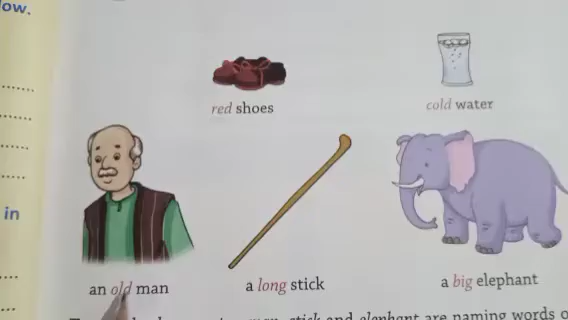 ow.
red shoes
cold water
an old man
a long stick
a big elephant
in
man, stick and elephant are naming words